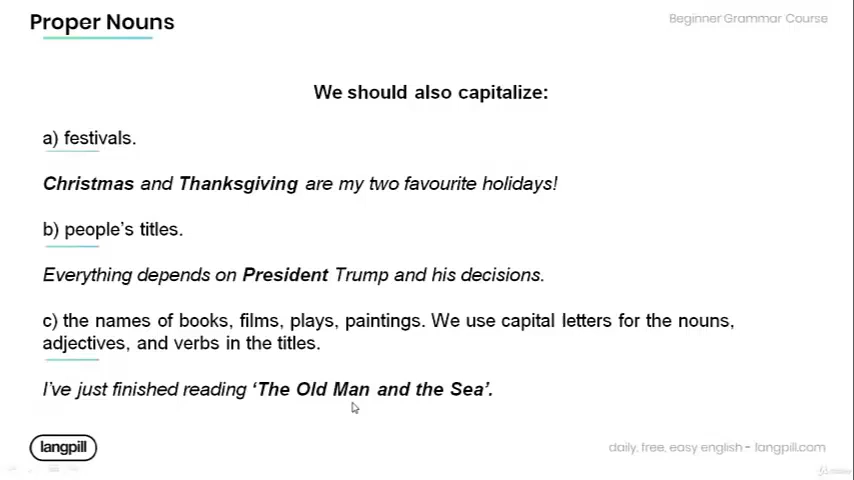 Proper Nouns
Beginner Grammar Course
We should also capitalize:
a) festivals.
Christmas and Thanksgiving are my two favourite holidays!
b) people’s titles.
Everything depends on President Trump and his decisions.
c) the names of books, films, plays, paintings. We use capital letters for the nouns,
adjectives, and verbs in the titles.
I’ve just finished reading ‘The Old Man and the Sea’.
langpill
daily, free, easy english - langpill.com